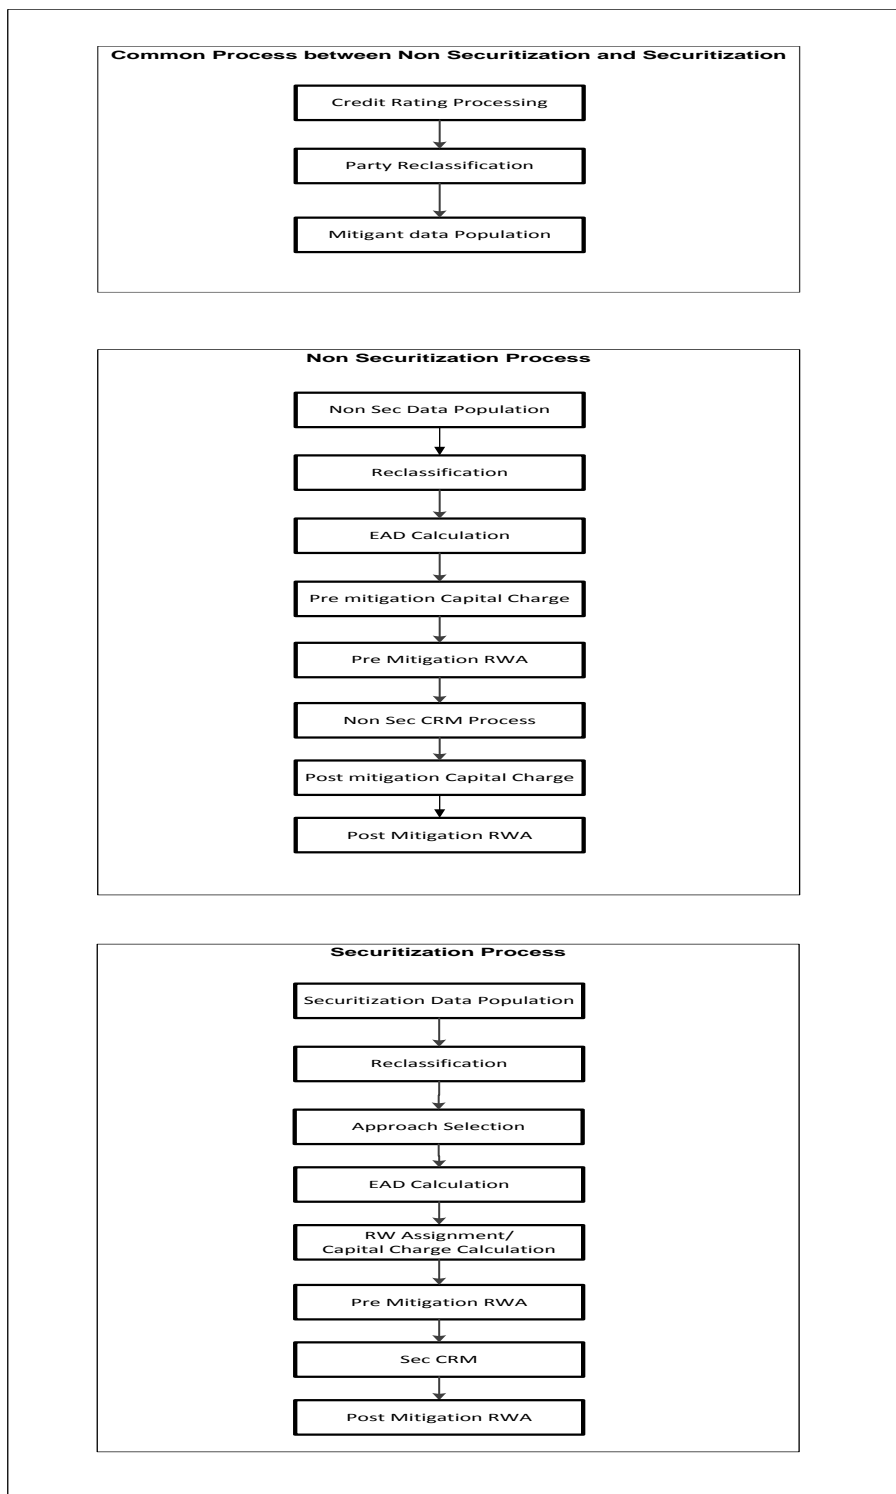 Common Process between Non Securitization and Securitization
Credit Rating Processing
Party Reclassification
Mitigant data Population
Non Securitization Process
Non Sec Data Population
Reclassification
EAD Calculation
Pre mitigation Capital Charge
Pre Mitigation RWA
Non Sec CRM Process
Post mitigation Capital Charge
Post Mitigation RWA
Securitization Process
Securitization Data Population
Reclassification
Approach Selection
EAD Calculation
RW Assignment/
Capital Charge Calculation
Pre Mitigation RWA
Sec CRM
Post Mitigation RWA